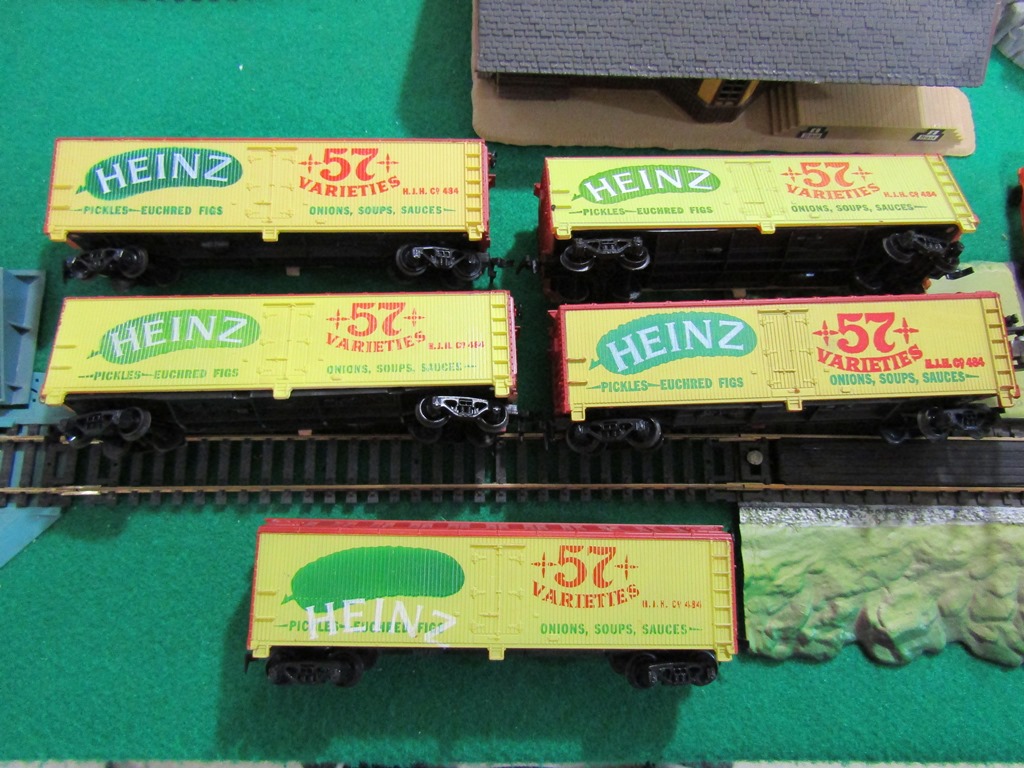 HEINZ
57
VARIETIES
H.J.H. Cº 484
PICKLES EUCHRED FIGS
ONIONS, SOUPS, SAUCES
HEINZ
57
VARIETIES
H.J.H. Cº 484
PICKLES EUCHRED FIGS
ONIONS, SOUPS, SAUCES
HEINZ
57
VARIETIES
H.J.H. Cº 484
PICKLES EUCHRED FIGS
ONIONS, SOUPS, SAUCES
HEINZ
57
VARIETIES
H.J.H. Cº 484
PICKLES EUCHRED FIGS
ONIONS, SOUPS, SAUCES
57
VARIETIES
H.J.H. Cº 484
HEINZ
PICKLES EUCHRED FIGS
ONIONS, SOUPS, SAUCES